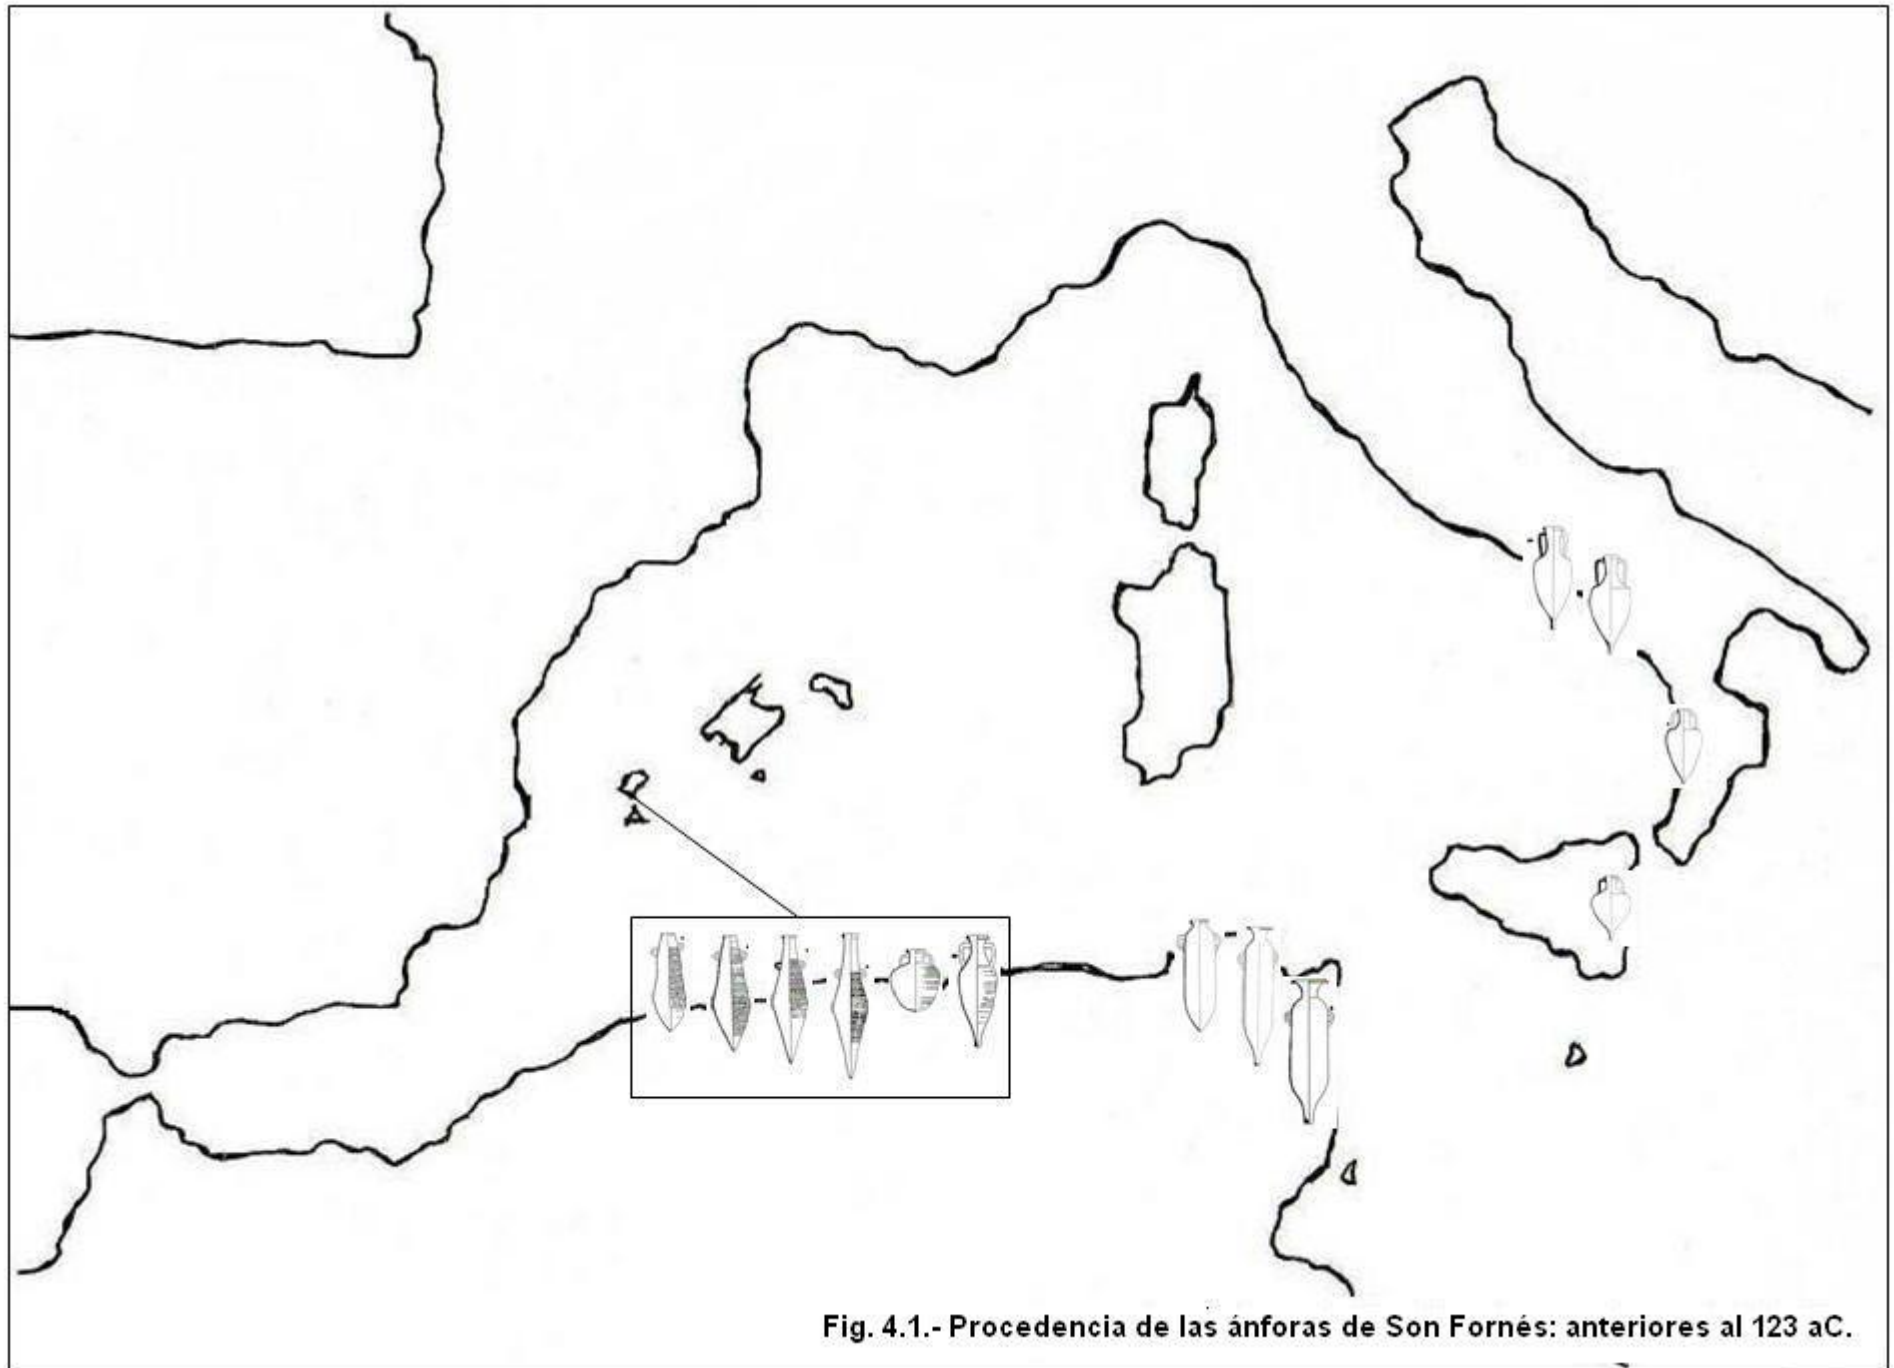 Fig. 4.1.- Procedencia de las ánforas de Son Fornés: anteriores al 123 aC.